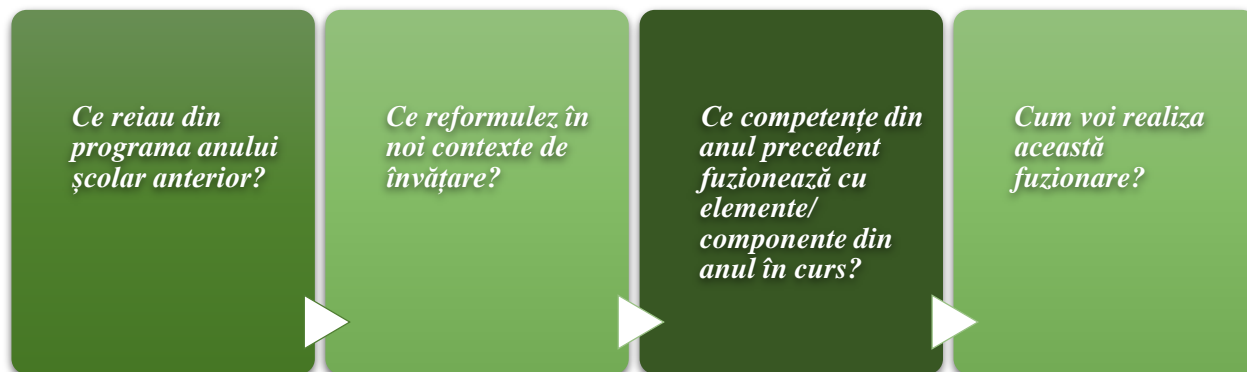 Ce reiau din
programa anului
școlar anterior?
Ce reformulez în
noi contexte de
învățare?
Ce competențe din
anul precedent
fuzionează cu
elemente/
componente din
anul în curs?
Cum voi realiza
această
fuzionare?